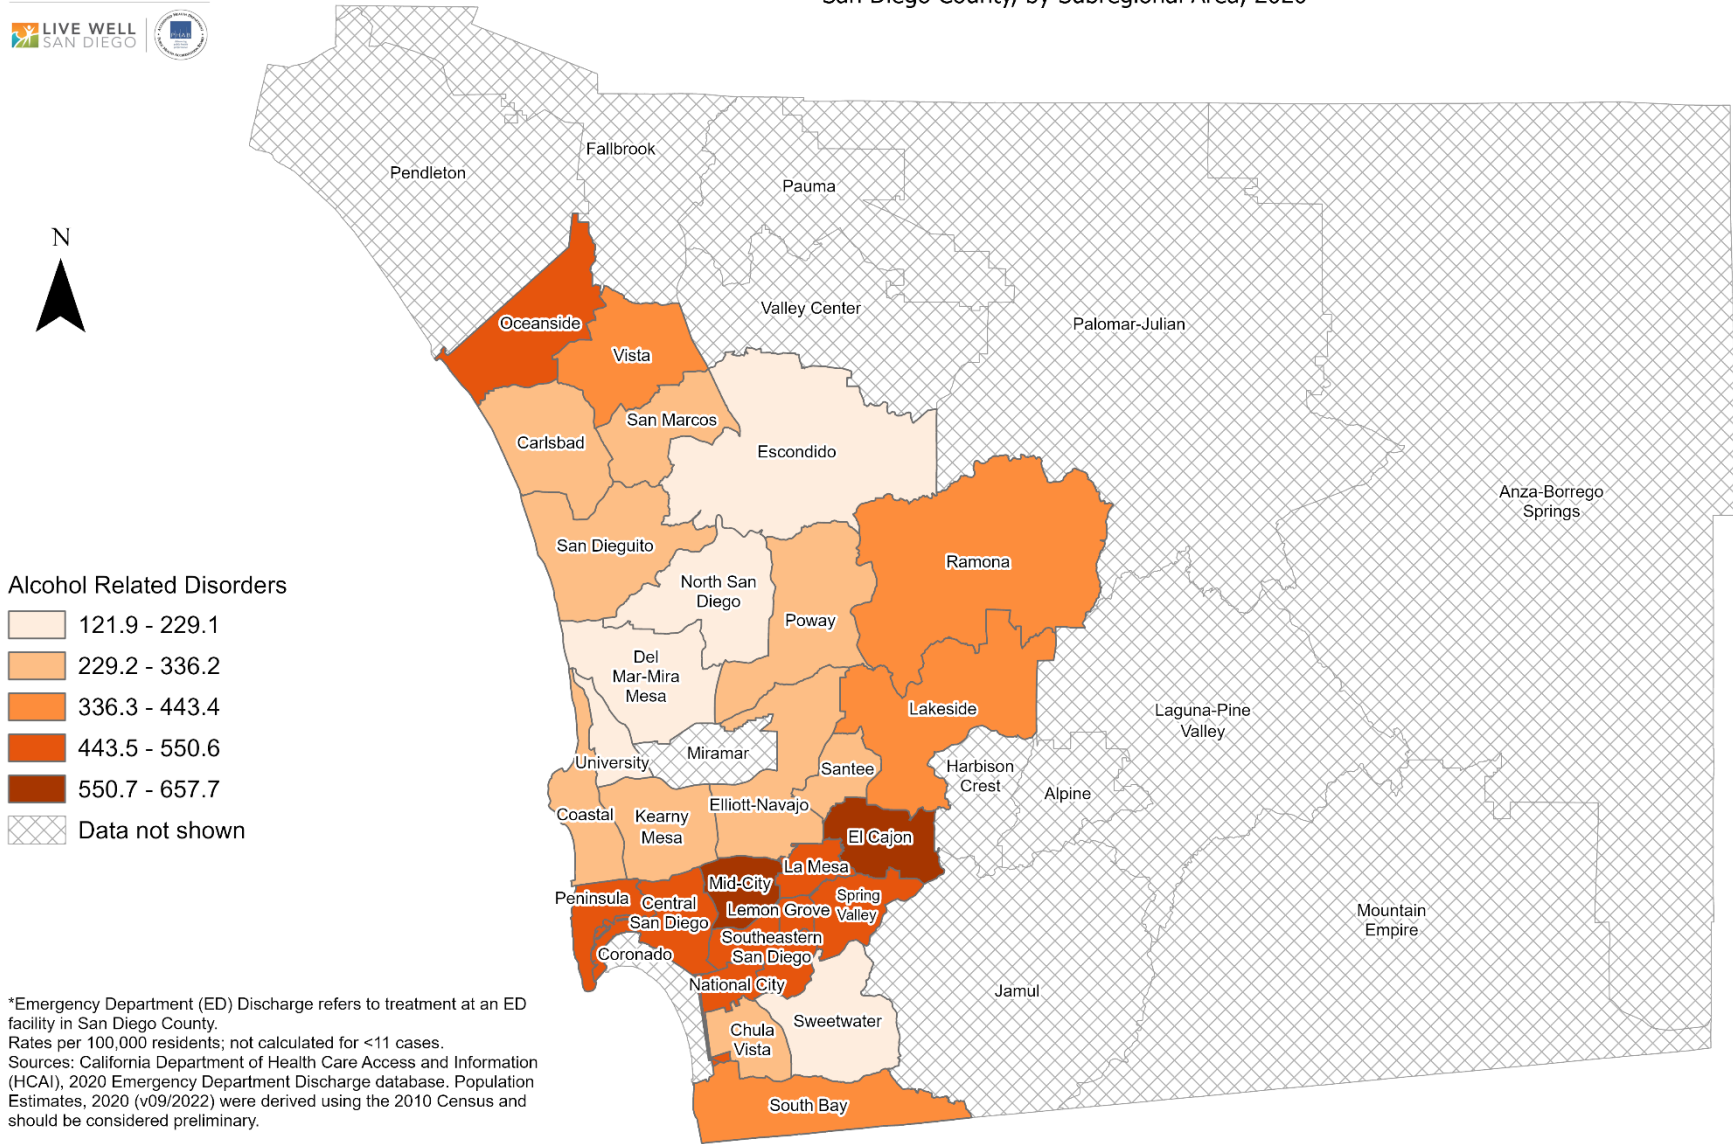 San Diego County, by Subregional Area, 2020
LIVE WELL
SAN DIEGO
PHAB
Fallbrook
Pendleton
Pauma
N
Valley Center
Oceanside
Palomar-Julian
Vista
San Marcos
Carlsbad
Escondido
Anza-Borrego
Springs
San Dieguito
Ramona
North San
Diego
Poway
Del
Mar-Mira
Mesa
Lakeside
Laguna-Pine
Valley
Miramar
University
Santee
Harbison
Crest
Alpine
Elliott-Navajo
Coastal
Kearny
Mesa
El Cajon
La Mesa
Mid-City
Peninsula
Central
San Diego
Lemon Grove
Spring
Valley
Mountain
Empire
Southeastern
San Diego
Coronado
National City
Jamul
Sweetwater
Chula
Vista
South Bay
Alcohol Related Disorders
121.9 - 229.1
229.2 - 336.2
336.3 - 443.4
443.5 - 550.6
550.7 - 657.7
Data not shown
*Emergency Department (ED) Discharge refers to treatment at an ED
facility in San Diego County.
Rates per 100,000 residents; not calculated for <11 cases.
Sources: California Department of Health Care Access and Information
(HCAI), 2020 Emergency Department Discharge database. Population
Estimates, 2020 (v09/2022) were derived using the 2010 Census and
should be considered preliminary.